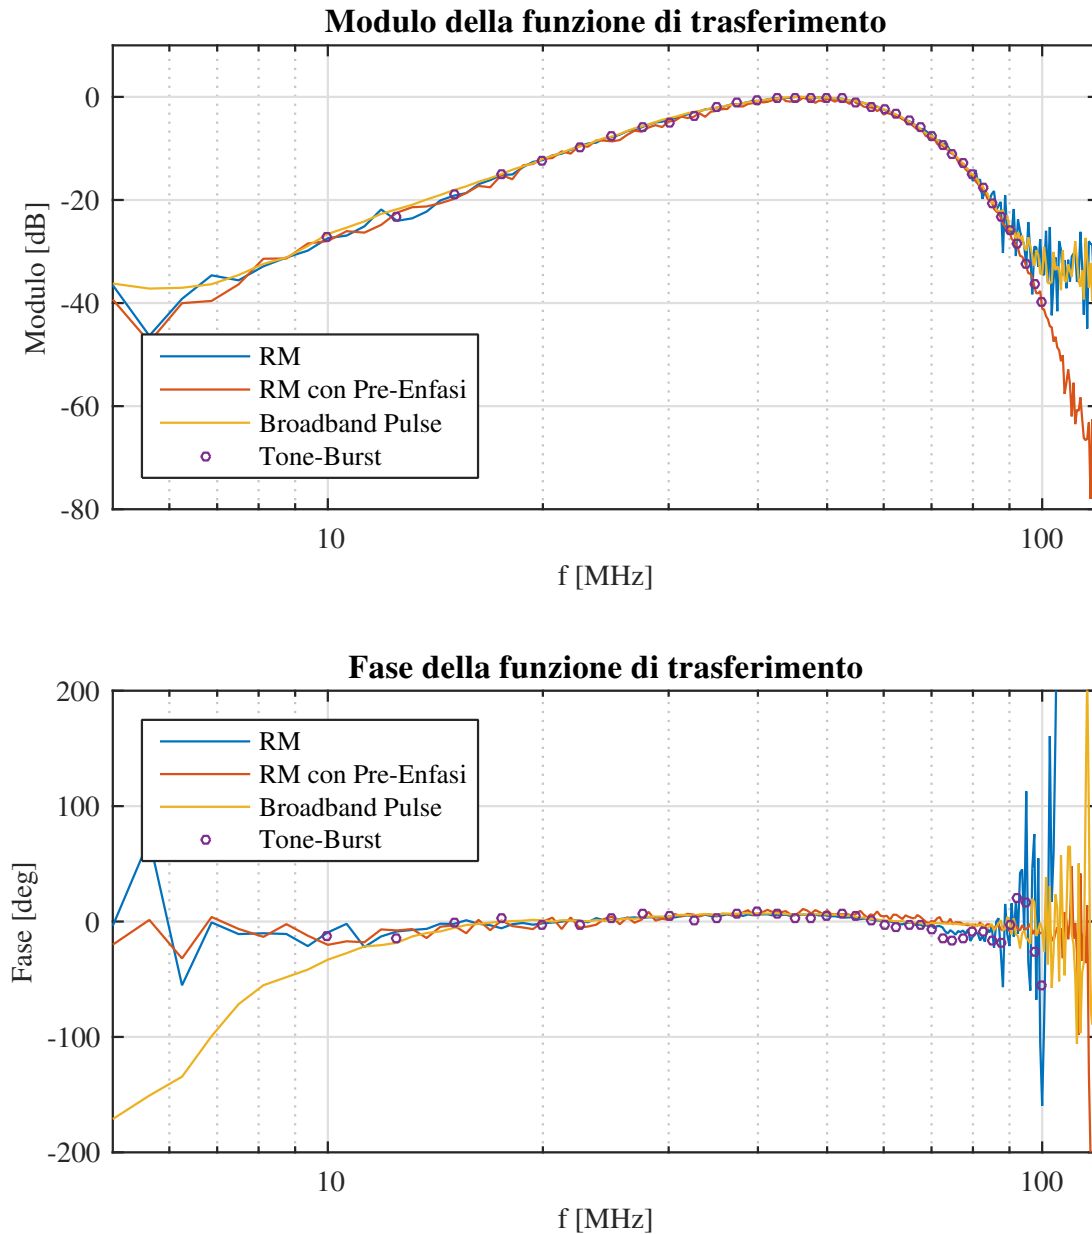 Modulo della funzione di trasferimento
Modulo [dB]
0
-20
-40
-60
-80
RM
RM con Pre-Enfasi
Broadband Pulse
Tone-Burst
10
100
f [MHz]
Fase della funzione di trasferimento
Fase [deg]
200
100
0
-100
-200
RM
RM con Pre-Enfasi
Broadband Pulse
Tone-Burst
10
100
f [MHz]